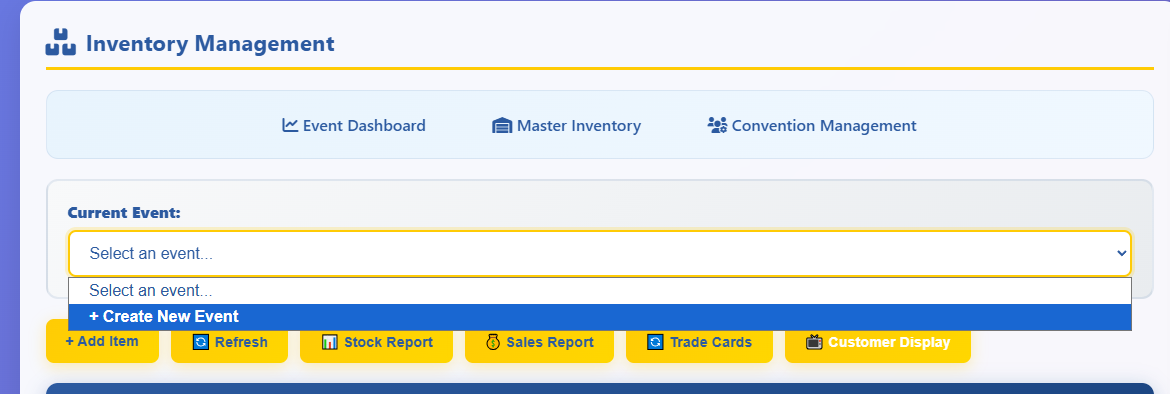 Inventory Management
Event Dashboard Master Inventory Convention Management
Current Event:
Select an event...
Select an event...
+ Create New Event
+ Add Item Refresh Stock Report Sales Report Trade Cards Customer Display